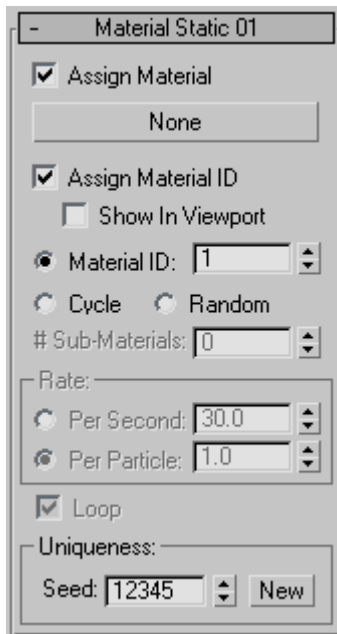 - Material Static 01
Assign Material
None
Assign Material ID
Show In Viewport
Material ID: 1
Cycle Random
# Sub-Materials: 0
Rate:
Per Second: 30.0
Per Particle: 1.0
Loop
Uniqueness:
Seed: 12345 New